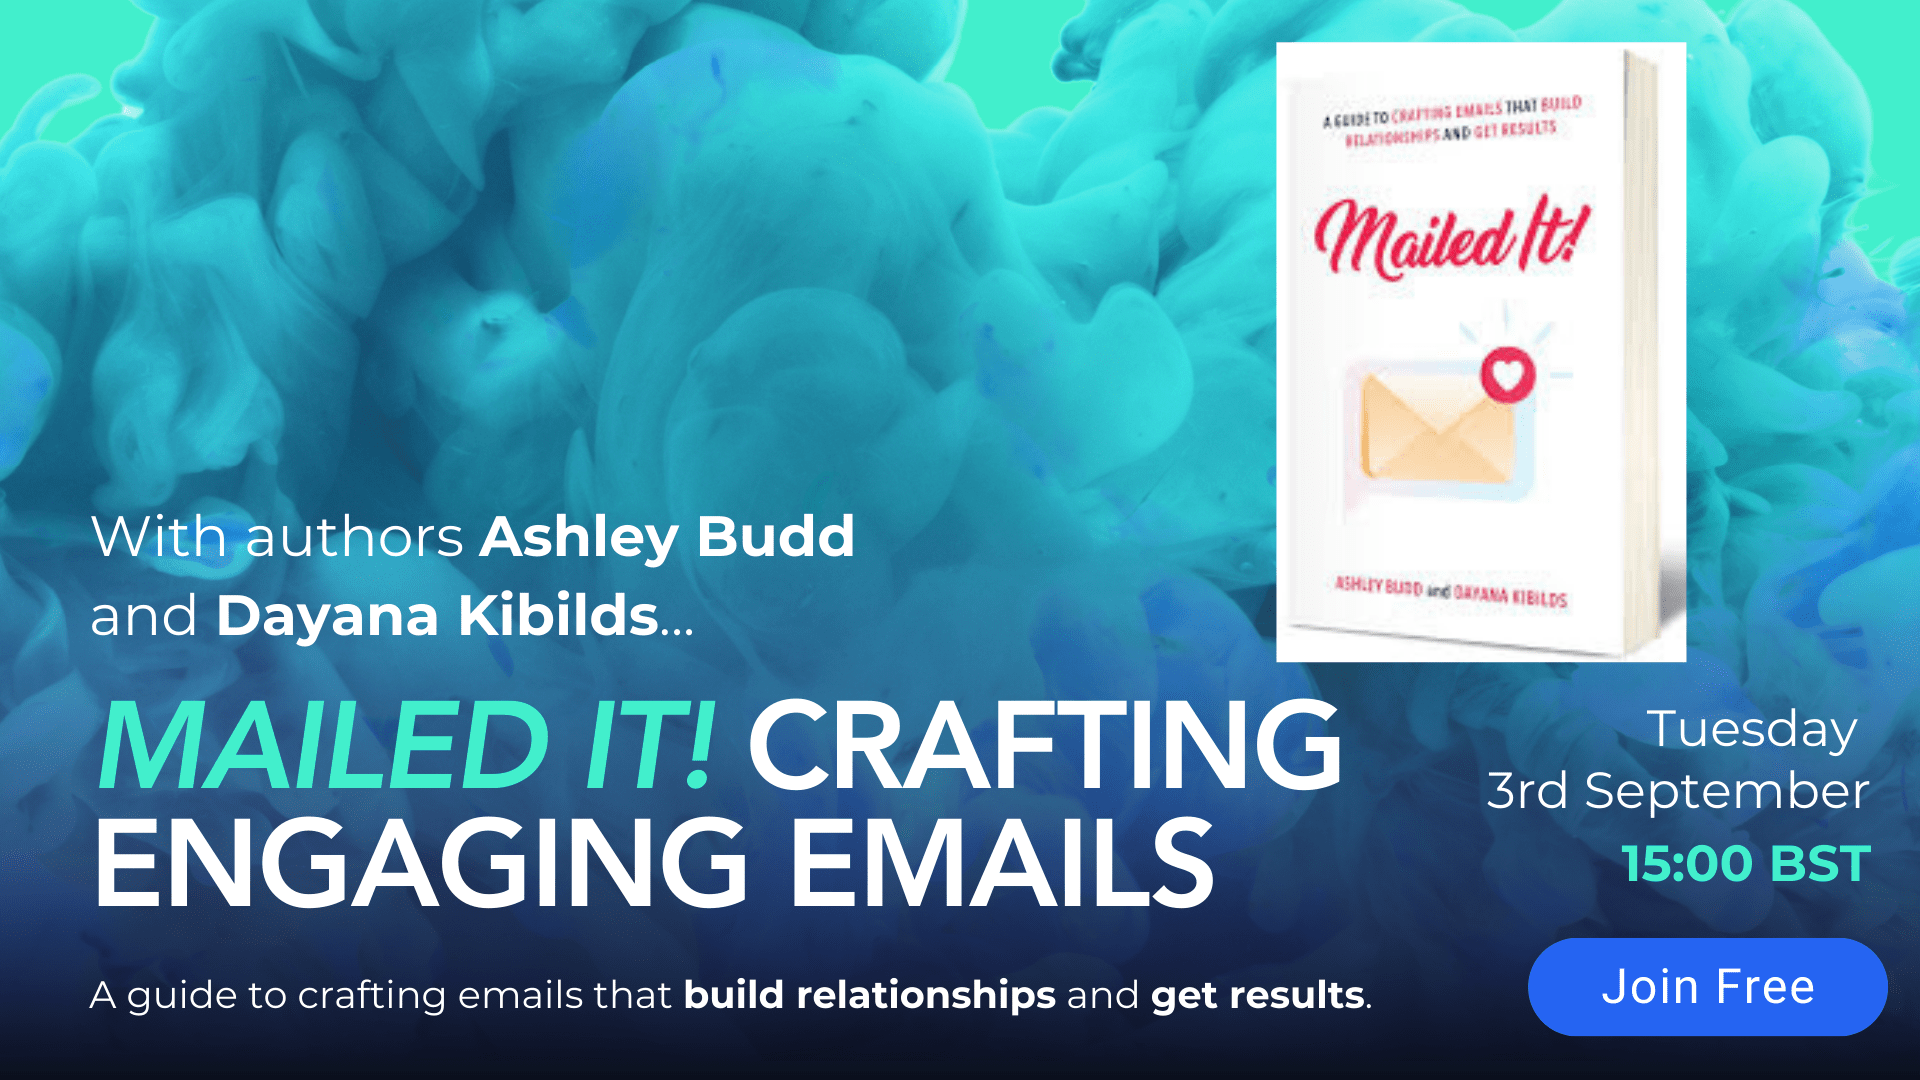 A GUIDE TO CRAFTING EMAILS THAT BUILD
RELATIONSHIPS AND GET RESULTS
Mailed It!
ASHLEY BUDD and DAYANA KIBILDS
With authors Ashley Budd
and Dayana Kibilds...
MAILED IT! CRAFTING
ENGAGING EMAILS
A guide to crafting emails that build relationships and get results.
Tuesday
3rd September
15:00 BST
Join Free